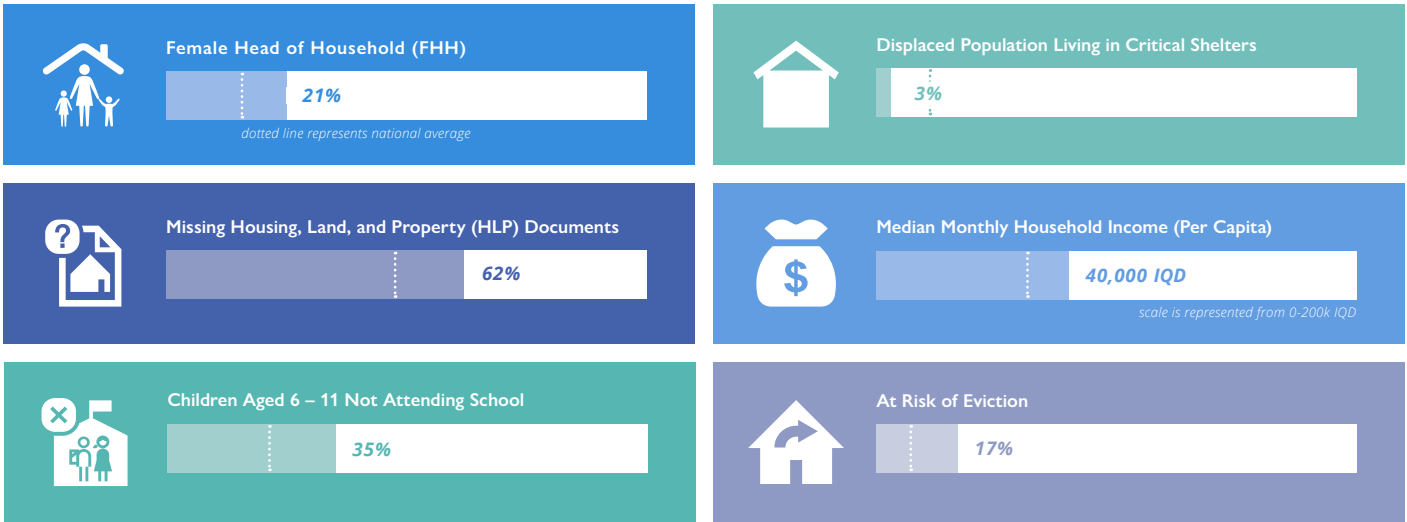 Female Head of Household (FHH)
21%
dotted line represents national average
Displaced Population Living in Critical Shelters
3%
?
Missing Housing, Land, and Property (HLP) Documents
62%
$
Median Monthly Household Income (Per Capita)
40,000 IQD
scale is represented from 0-200k IQD
Children Aged 6 – 11 Not Attending School
35%
At Risk of Eviction
17%